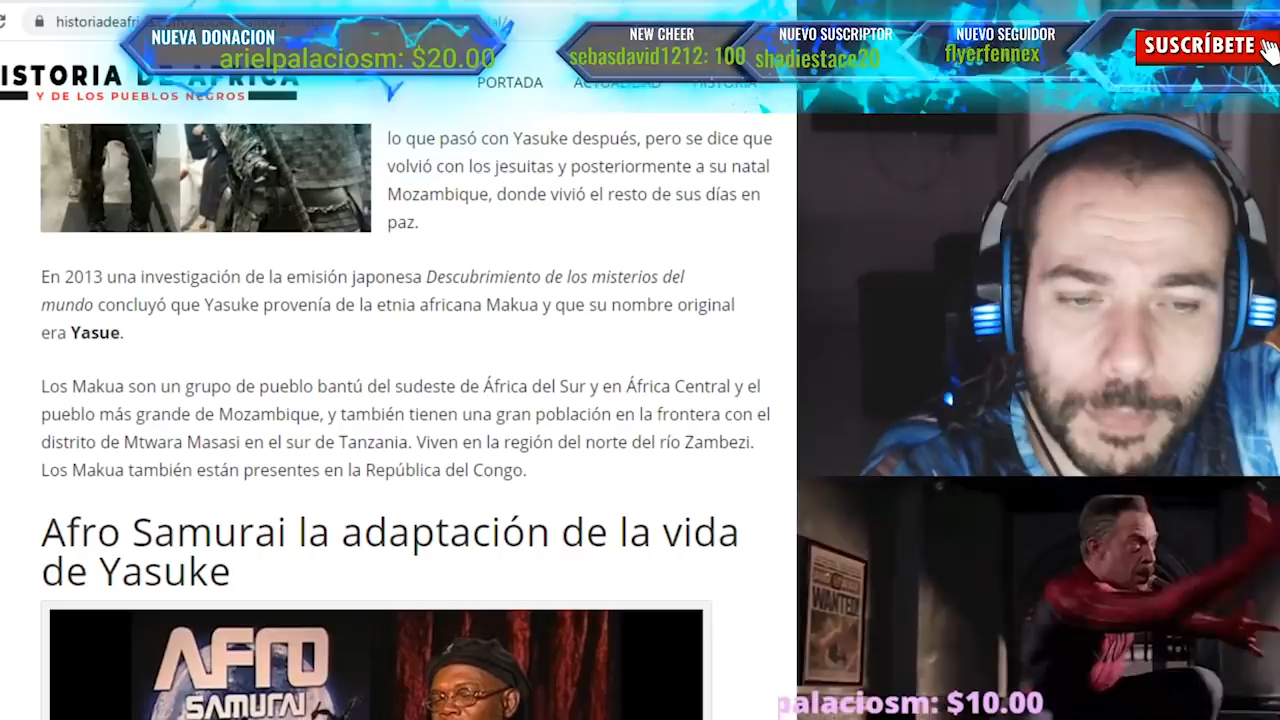 historiadeafri
NUEVA DONACION
arielpalaciosm: $20.00
NEW CHEER
sebasdavid1212: 100
NUEVO SUSCRIPTOR
shadiestace20
NUEVO SEGUIDOR
flyerfennex
SUSCRÍBETE
ISTORIA DE AFRICA
Y DE LOS PUEBLOS NEGROS
PORTADA
ACTUALIDAD
HISTORIA
lo que pasó con Yasuke después, pero se dice que
volvió con los jesuitas y posteriormente a su natal
Mozambique, donde vivió el resto de sus días en
paz.
En 2013 una investigación de la emisión japonesa Descubrimiento de los misterios del
mundo concluyó que Yasuke provenía de la etnia africana Makua y que su nombre original
era Yasue.
Los Makua son un grupo de pueblo bantú del sudeste de África del Sur y en África Central y el
pueblo más grande de Mozambique, y también tienen una gran población en la frontera con el
distrito de Mtwara Masasi en el sur de Tanzania. Viven en la región del norte del río Zambezi.
Los Makua también están presentes en la República del Congo.
Afro Samurai la adaptación de la vida
de Yasuke
AFRO
SAMURAI
WANTED
palaciosm: $10.00